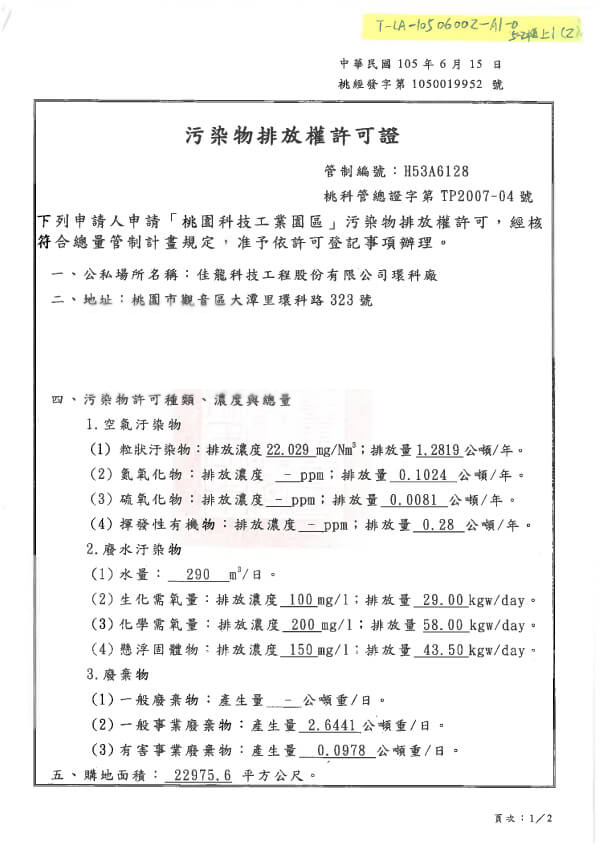 T-LA-10506002-A1-0
5-2櫃上1(2)
中華民國 105 年 6 月 15 日
桃經發字第 1050019952 號
污染物排放權許可證
管制編號：H53A6128
桃科管總證字第 TP2007-04 號
下列申請人申請「桃園科技工業園區」污染物排放權許可，經核
符合總量管制計畫規定，准予依許可登記事項辦理。
一、公私場所名稱：佳龍科技工程股份有限公司環科廠
二、地址：桃園市觀音區大潭里環科路 323 號
四、污染物許可種類、濃度與總量
1.空氣汙染物
(1) 粒狀汙染物：排放濃度 22.029 mg/Nm³；排放量 1.2819 公噸/年。
(2) 氮氧化物：排放濃度 － ppm；排放量 0.1024 公噸/年。
(3) 硫氧化物：排放濃度 － ppm；排放量 0.0081 公噸/年。
(4) 揮發性有機物：排放濃度 － ppm；排放量 0.28 公噸/年。
2.廢水汙染物
(1) 水量： 290 m³/日。
(2) 生化需氧量：排放濃度 100 mg/l；排放量 29.00 kgw/day。
(3) 化學需氧量：排放濃度 200 mg/l；排放量 58.00 kgw/day。
(4) 懸浮固體物：排放濃度 150 mg/l；排放量 43.50 kgw/day。
3.廢棄物
(1) 一般廢棄物：產生量 － 公噸重/日。
(2) 一般事業廢棄物：產生量 2.6441 公噸重/日。
(3) 有害事業廢棄物：產生量 0.0978 公噸重/日。
五、購地面積： 22975.6 平方公尺。
頁次：1／2